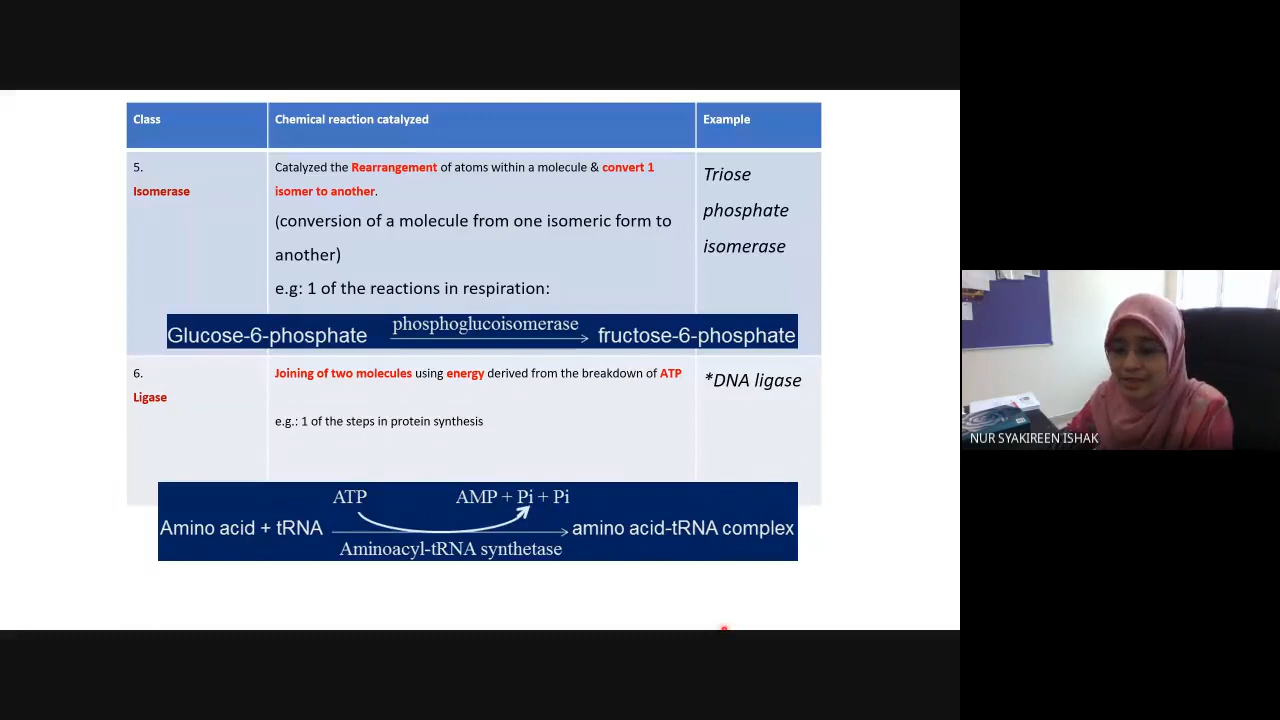 Class
Chemical reaction catalyzed
Example
5.
Isomerase
Catalyzed the Rearrangement of atoms within a molecule & convert 1
isomer to another.
(conversion of a molecule from one isomeric form to
another)
e.g: 1 of the reactions in respiration:
Triose
phosphate
isomerase
phosphoglucoisomerase
Glucose-6-phosphate
fructose-6-phosphate
6.
Ligase
Joining of two molecules using energy derived from the breakdown of ATP
e.g.: 1 of the steps in protein synthesis
*DNA ligase
ATP
AMP + Pi + Pi
Amino acid + tRNA
amino acid-tRNA complex
Aminoacyl-tRNA synthetase
NUR SYAKIREEN ISHAK